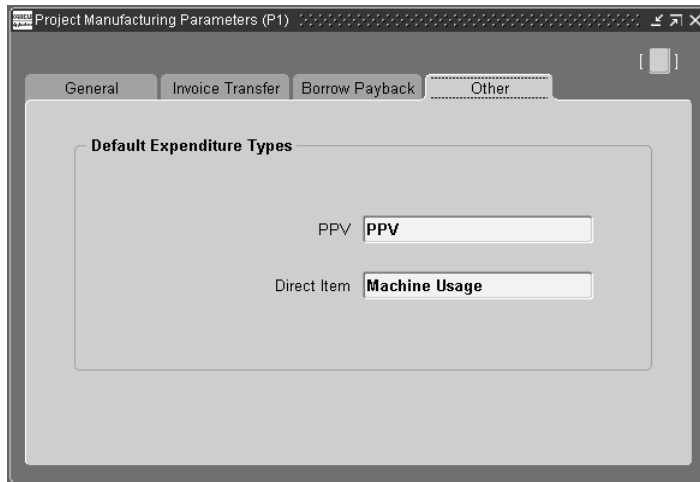 Project Manufacturing Parameters (P1)
[ ]
General Invoice Transfer Borrow Payback Other
Default Expenditure Types
PPV PPV
Direct Item Machine Usage